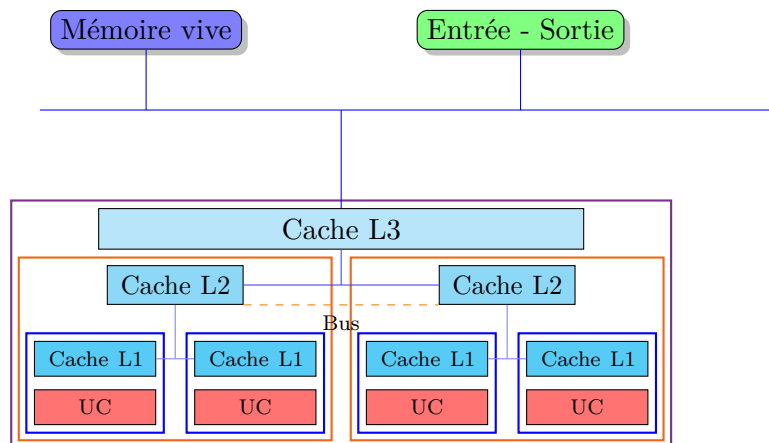 Mémoire vive
Entrée - Sortie
Cache L3
Cache L2
Cache L2
Bus
Cache L1
Cache L1
Cache L1
Cache L1
UC
UC
UC
UC